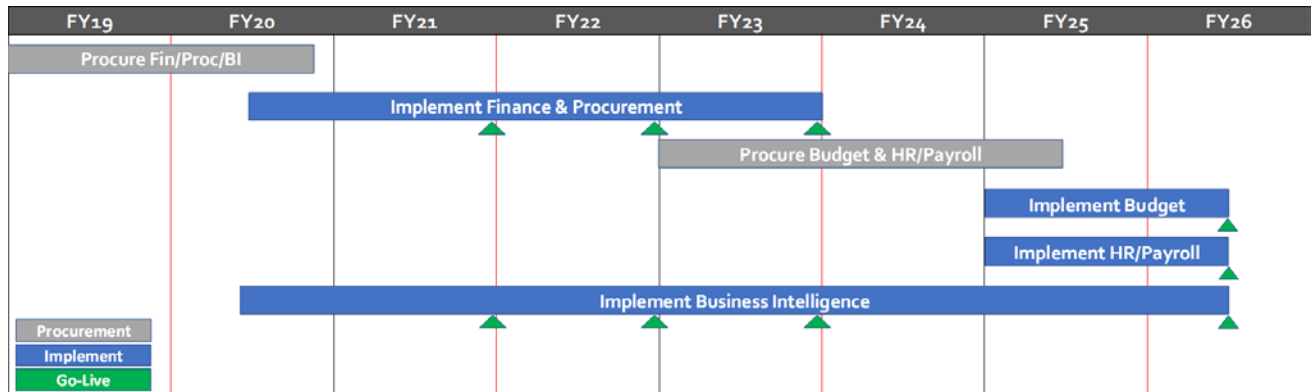 FY19 FY20 FY21 FY22 FY23 FY24 FY25 FY26
Procure Fin/Proc/BI
Implement Finance & Procurement
Procure Budget & HR/Payroll
Implement Budget
Implement HR/Payroll
Implement Business Intelligence
Procurement
Implement
Go-Live